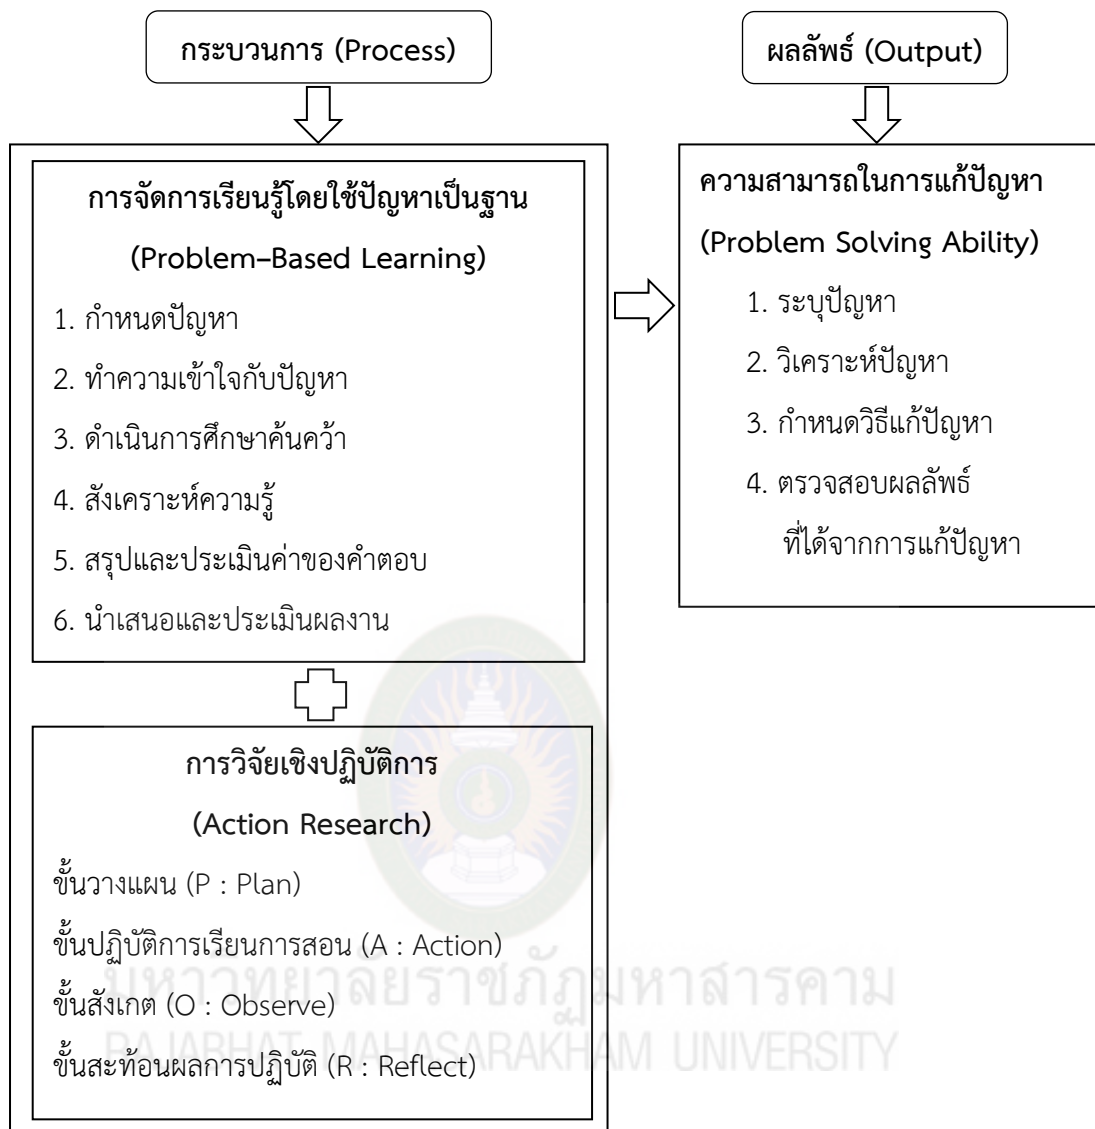 กระบวนการ (Process)
การจัดการเรียนรู้โดยใช้ปัญหาเป็นฐาน
(Problem–Based Learning)
1. กำหนดปัญหา
2. ทำความเข้าใจกับปัญหา
3. ดำเนินการศึกษาค้นคว้า
4. สังเคราะห์ความรู้
5. สรุปและประเมินค่าของคำตอบ
6. นำเสนอและประเมินผลงาน
การวิจัยเชิงปฏิบัติการ
(Action Research)
ขั้นวางแผน (P : Plan)
ขั้นปฏิบัติการเรียนการสอน (A : Action)
ขั้นสังเกต (O : Observe)
ขั้นสะท้อนผลการปฏิบัติ (R : Reflect)
ผลลัพธ์ (Output)
ความสามารถในการแก้ปัญหา
(Problem Solving Ability)
1. ระบุปัญหา
2. วิเคราะห์ปัญหา
3. กำหนดวิธีแก้ปัญหา
4. ตรวจสอบผลลัพธ์
ที่ได้จากการแก้ปัญหา
มหาวิทยาลัยราชภัฏมหาสารคาม
RAJABHAT MAHASARAKHAM UNIVERSITY